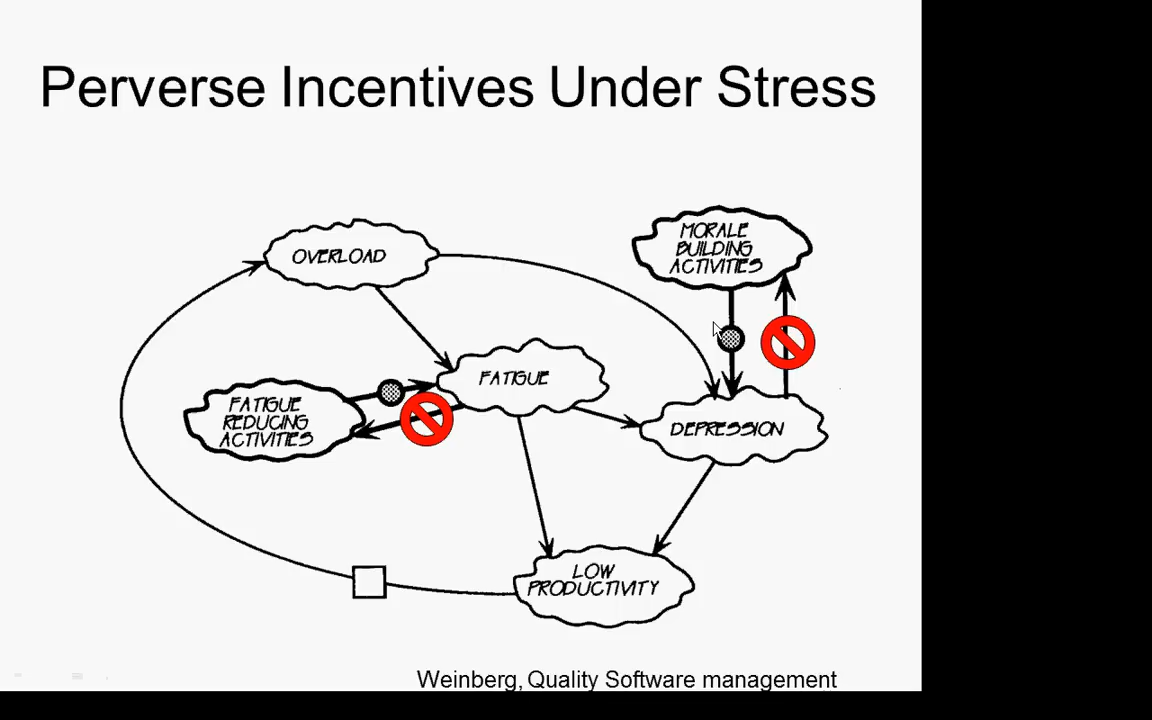 Perverse Incentives Under Stress
OVERLOAD
MORALE
BUILDING
ACTIVITIES
FATIGUE
FATIGUE
REDUCING
ACTIVITIES
DEPRESSION
LOW
PRODUCTIVITY
Weinberg, Quality Software management